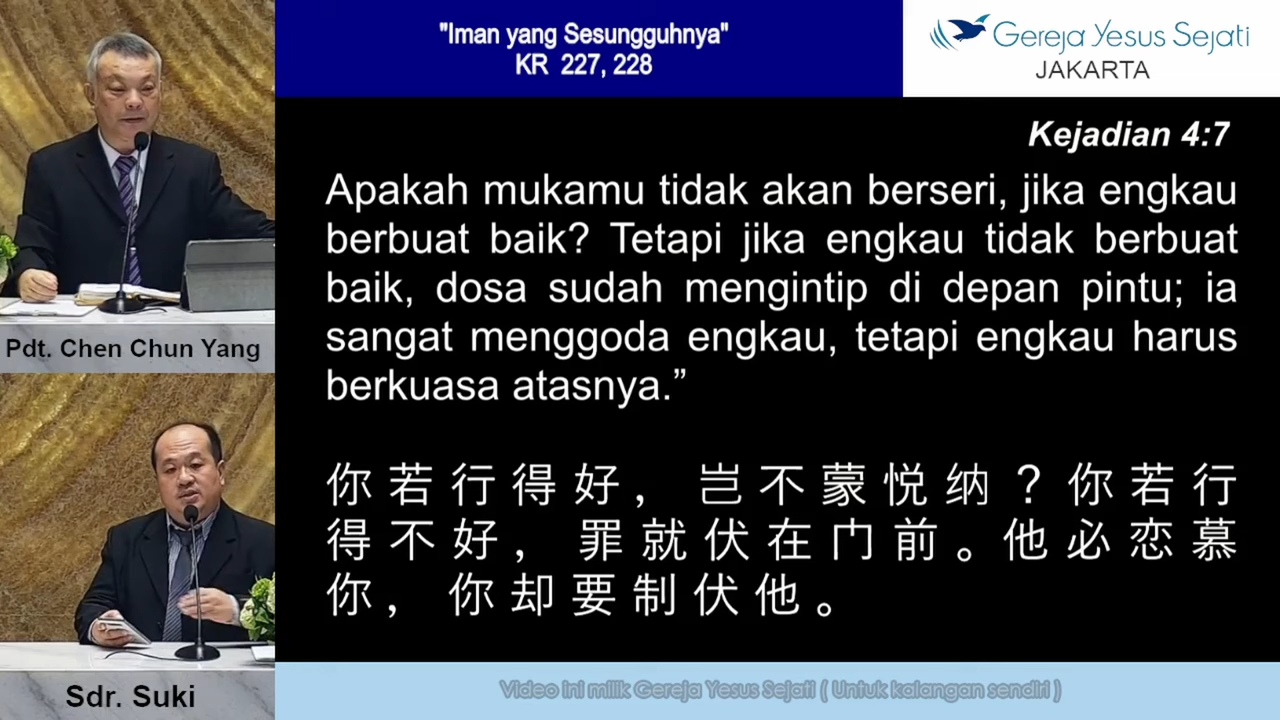 "Iman yang Sesungguhnya"
KR 227, 228
Gereja Yesus Sejati
JAKARTA
Kejadian 4:7
Apakah mukamu tidak akan berseri, jika engkau
berbuat baik? Tetapi jika engkau tidak berbuat
baik, dosa sudah mengintip di depan pintu; ia
sangat menggoda engkau, tetapi engkau harus
berkuasa atasnya.”
你若行得好，岂不蒙悦纳？你若行
得不好，罪就伏在门前。他必恋慕
你，你却要制伏他。
Pdt. Chen Chun Yang
Sdr. Suki
Video ini milik Gereja Yesus Sejati ( Untuk kalangan sendiri )